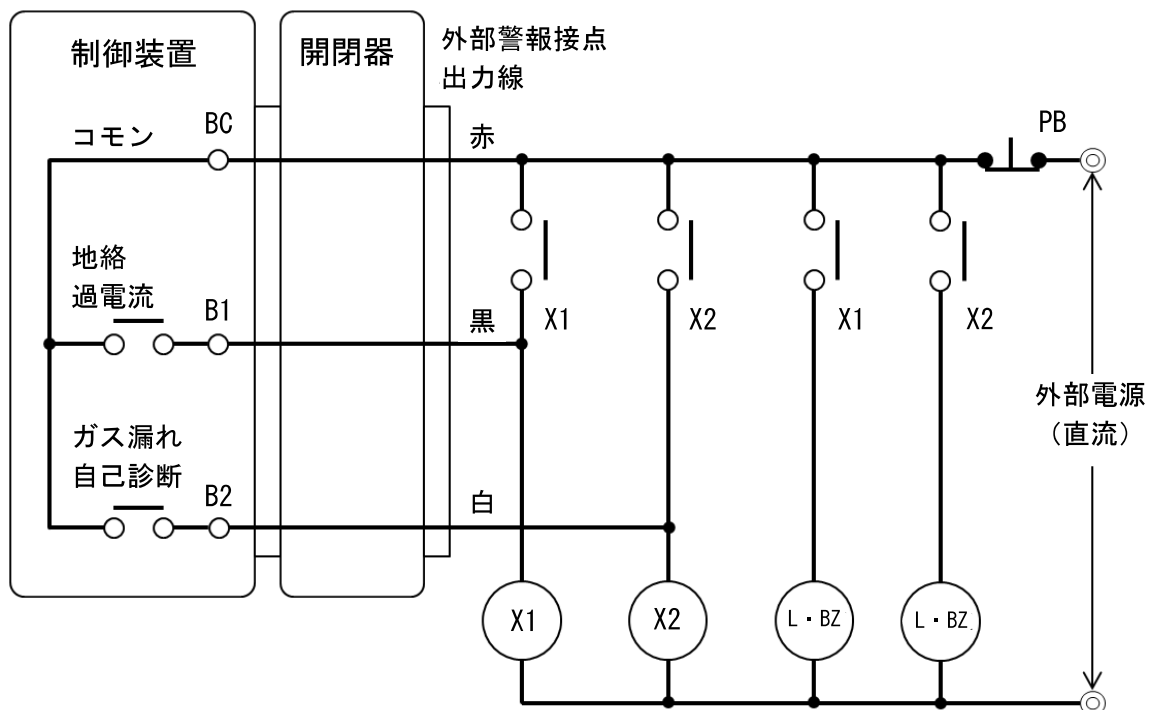 制御装置
開閉器
外部警報接点
出力線
コモン
BC
赤
PB
地絡
過電流
B1
黒
X1
X2
X1
X2
外部電源
（直流）
ガス漏れ
自己診断
B2
白
X1
X2
L・BZ
L・BZ